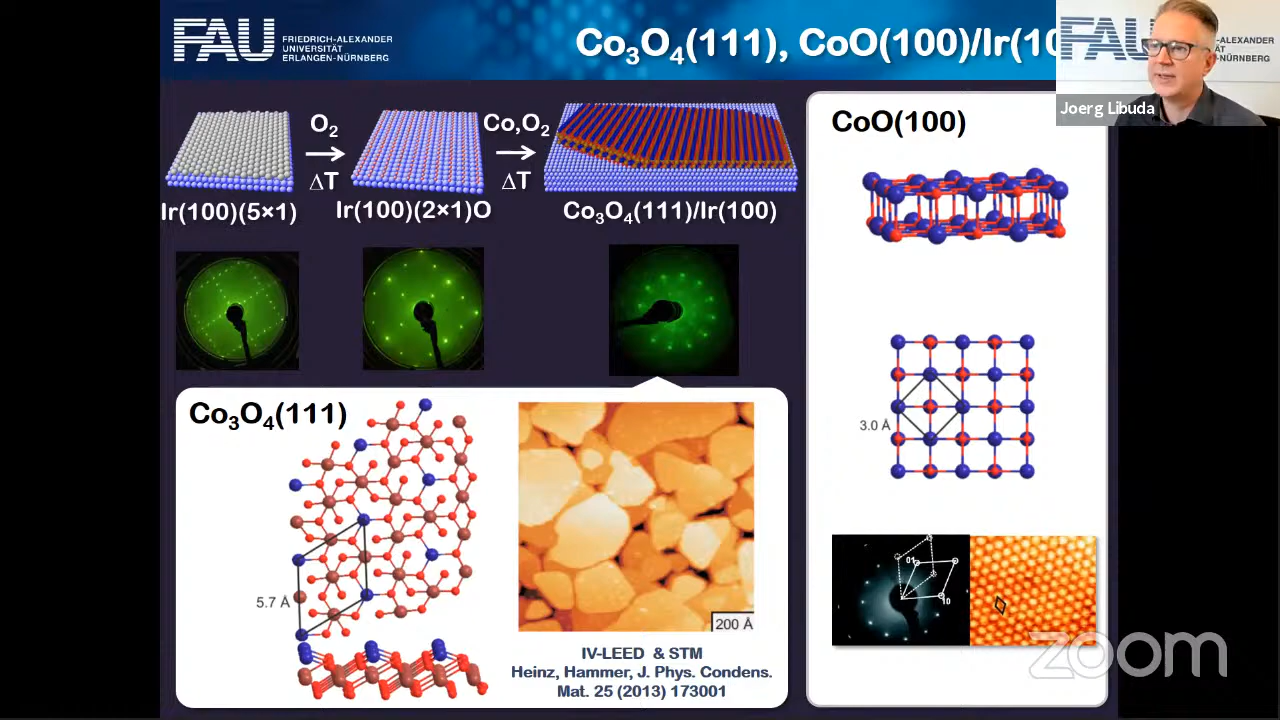 FAU FRIEDRICH-ALEXANDER
UNIVERSITÄT
ERLANGEN-NÜRNBERG
Co₃O₄(111), CoO(100)/Ir(10
FAU
ALEXANDER
ÄT
NÜRNBERG
Joerg Libuda
O₂
ΔT
Co,O₂
ΔT
Ir(100)(5×1)
Ir(100)(2×1)O
Co₃O₄(111)/Ir(100)
Co₃O₄(111)
5.7 Å
200 Å
IV-LEED & STM
Heinz, Hammer, J. Phys. Condens.
Mat. 25 (2013) 173001
CoO(100)
3.0 Å
01
10
zoom